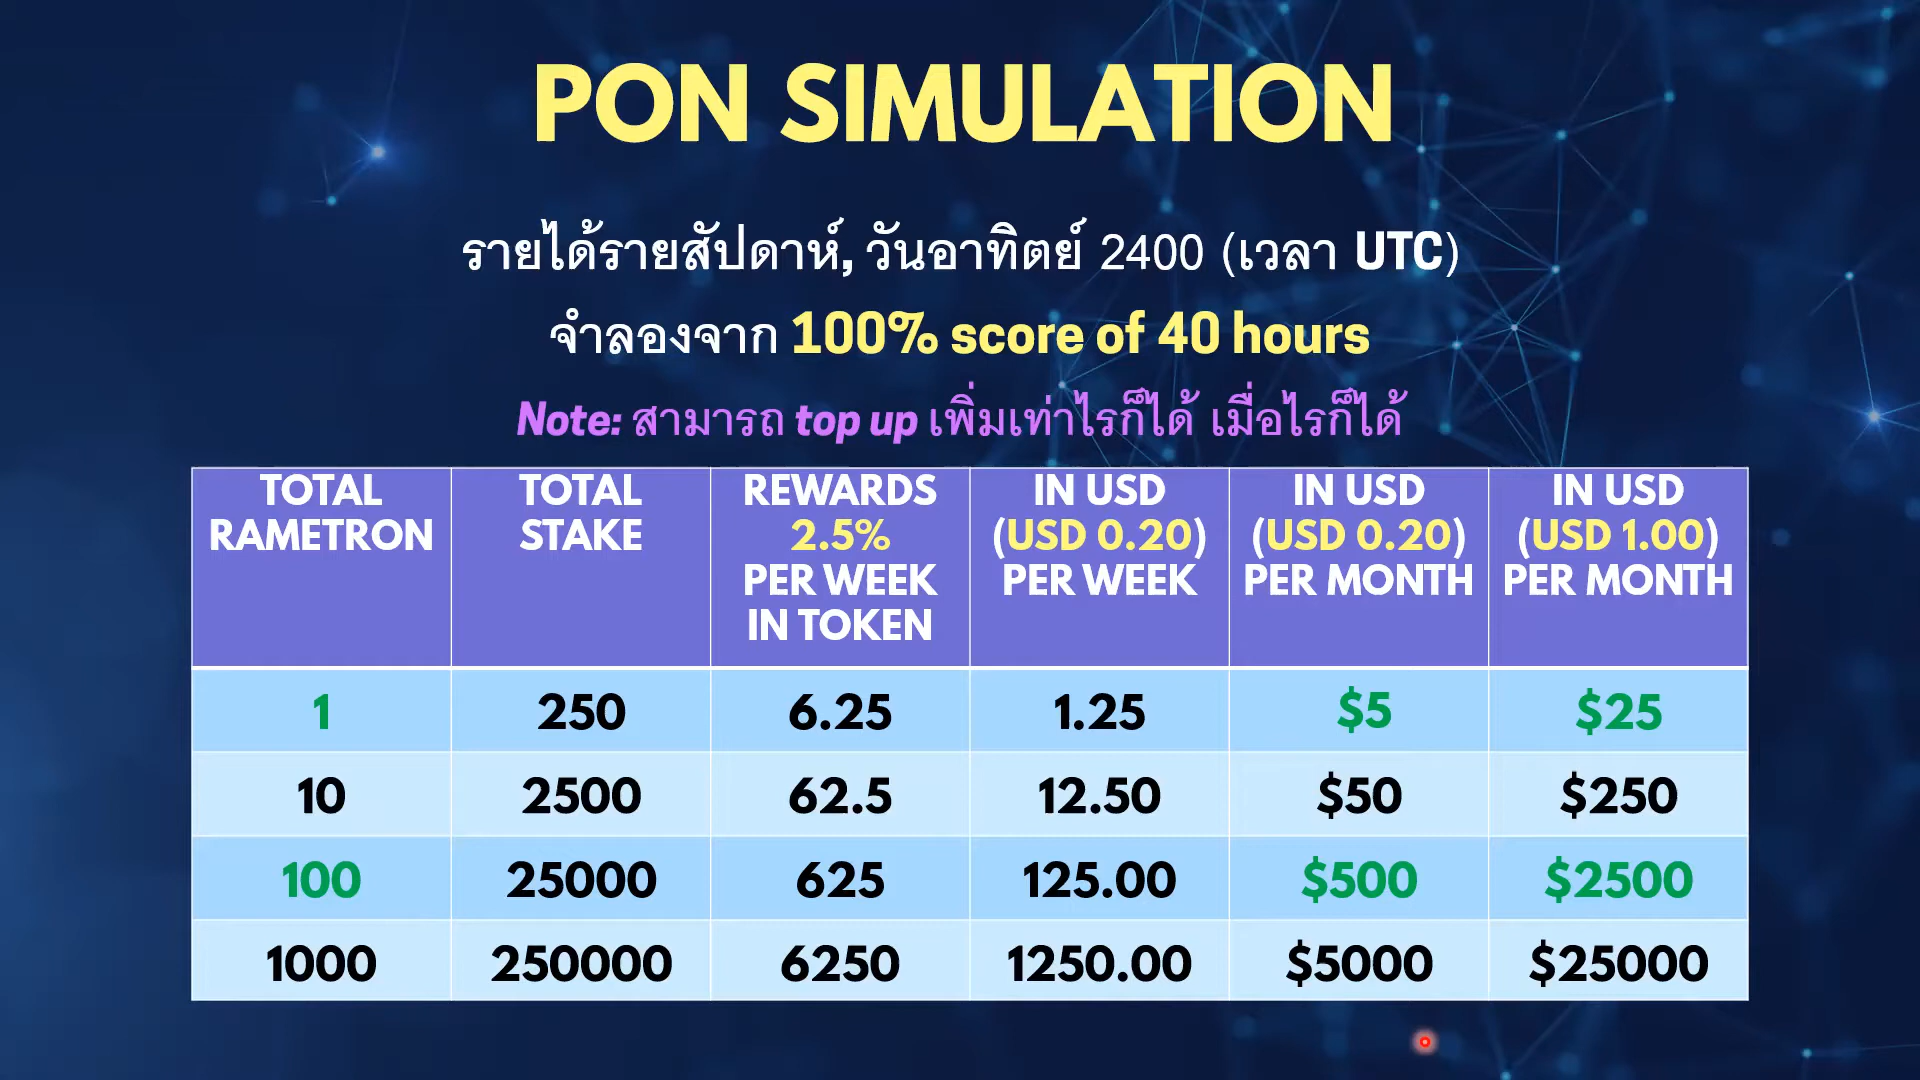 PON SIMULATION
รายได้รายสัปดาห์, วันอาทิตย์ 2400 (เวลา UTC)
จำลองจาก 100% score of 40 hours
Note: สามารถ top up เพิ่มเท่าไรก็ได้ เมื่อไรก็ได้
TOTAL RAMETRON TOTAL STAKE REWARDS 2.5% PER WEEK IN TOKEN IN USD (USD 0.20) PER WEEK IN USD (USD 0.20) PER MONTH IN USD (USD 1.00) PER MONTH
1 250 6.25 1.25 $5 $25
10 2500 62.5 12.50 $50 $250
100 25000 625 125.00 $500 $2500
1000 250000 6250 1250.00 $5000 $25000